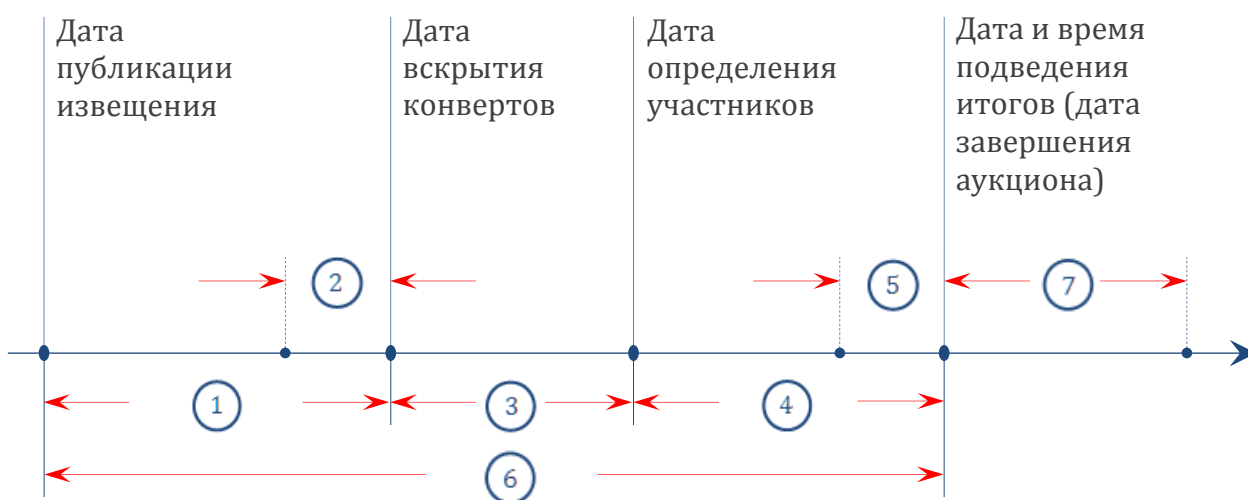 Дата
публикации
извещения
Дата
вскрытия
конвертов
Дата
определения
участников
Дата и время
подведения
итогов (дата
завершения
аукциона)
2
5
7
1
3
4
6